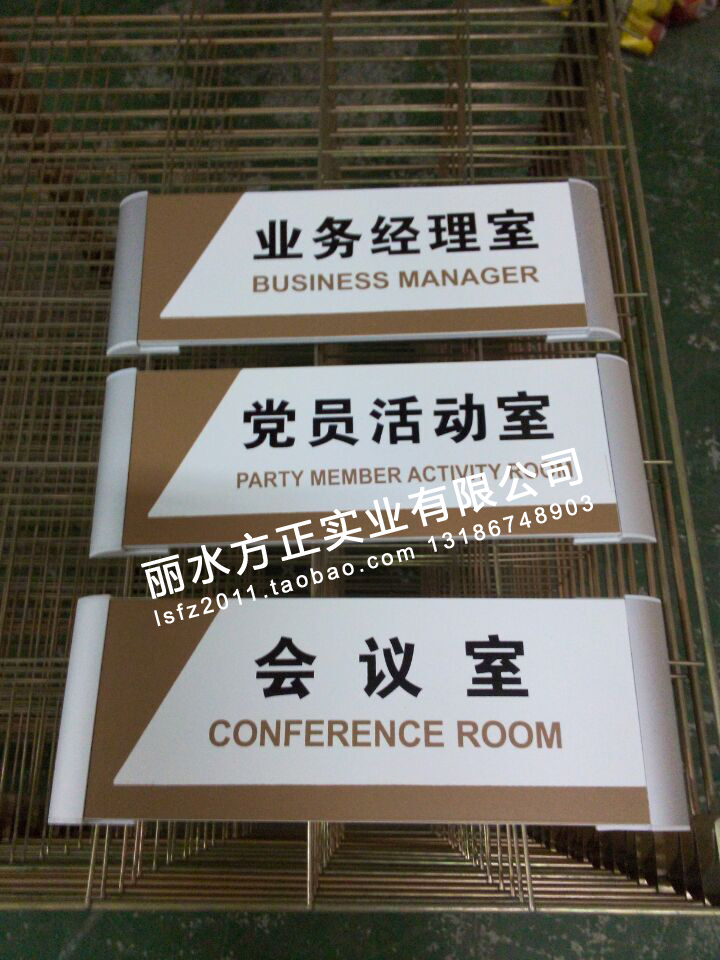 业务经理室
BUSINESS MANAGER
党员活动室
PARTY MEMBER ACTIVITY ROOM
丽水方正实业有限公司
lsfz2011.taobao.com 13186748903
会议室
CONFERENCE ROOM